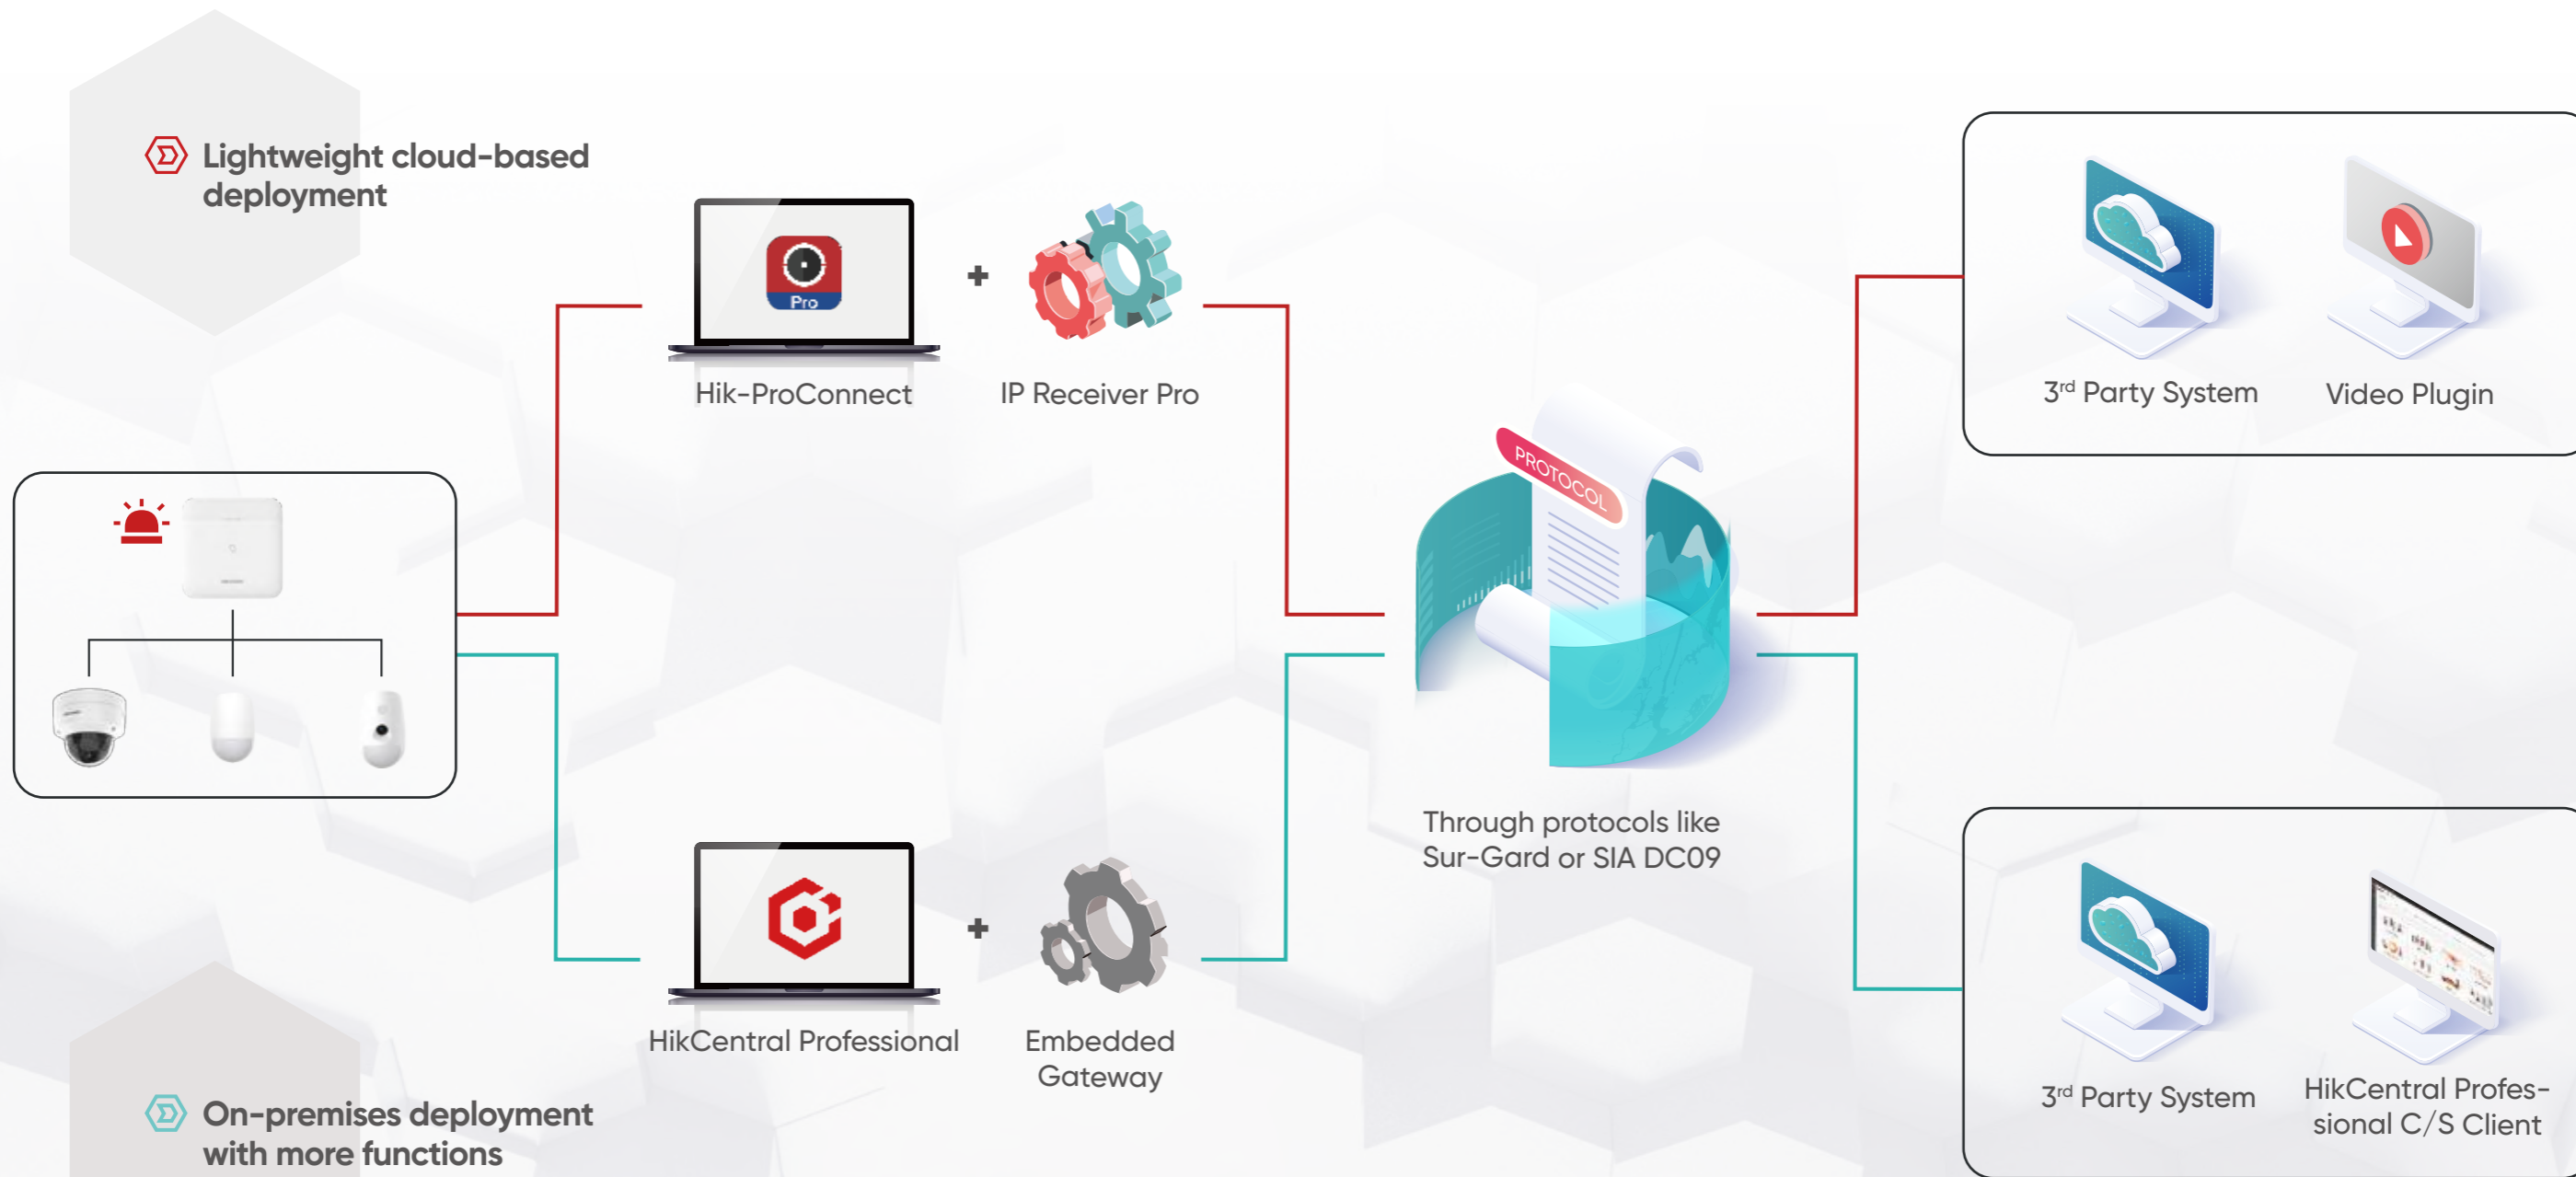 Lightweight cloud-based
deployment
Pro
Hik-ProConnect
+
IP Receiver Pro
3rd Party System
Video Plugin
PROTOCOL
Through protocols like
Sur-Gard or SIA DC09
HikCentral Professional
+
Embedded
Gateway
3rd Party System
HikCentral Profes-
sional C/S Client
On-premises deployment
with more functions